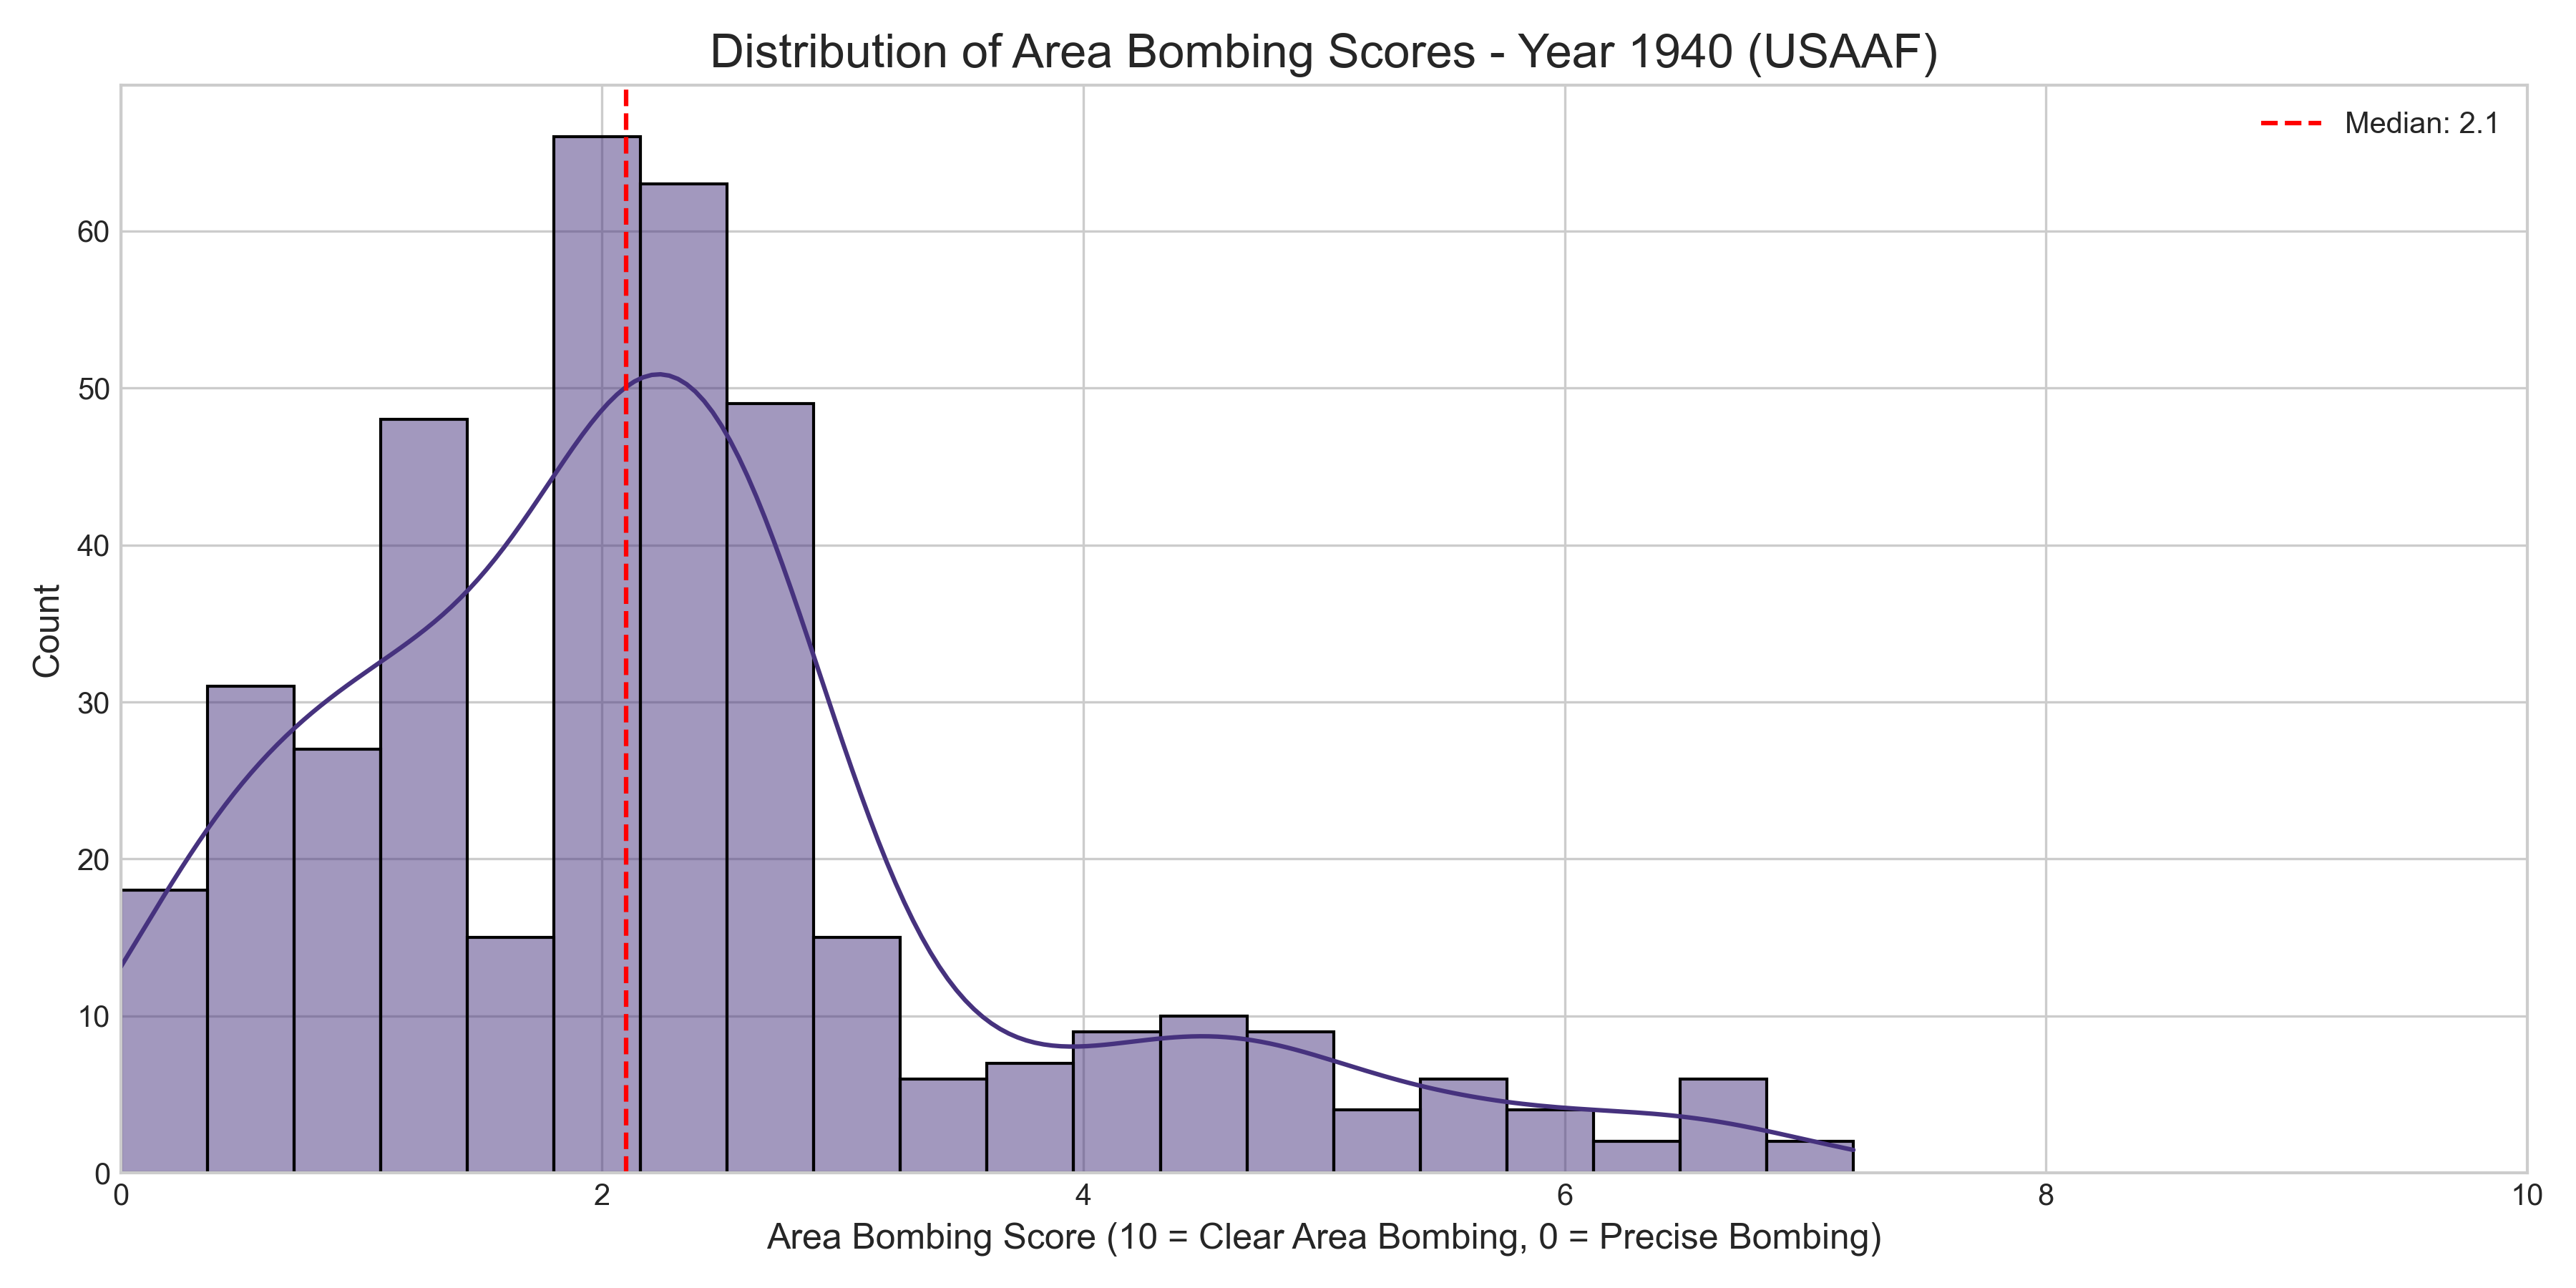 Distribution of Area Bombing Scores - Year 1940 (USAAF)
Median: 2.1
60
50
40
30
20
10
0
Count
0 2 4 6 8 10
Area Bombing Score (10 = Clear Area Bombing, 0 = Precise Bombing)